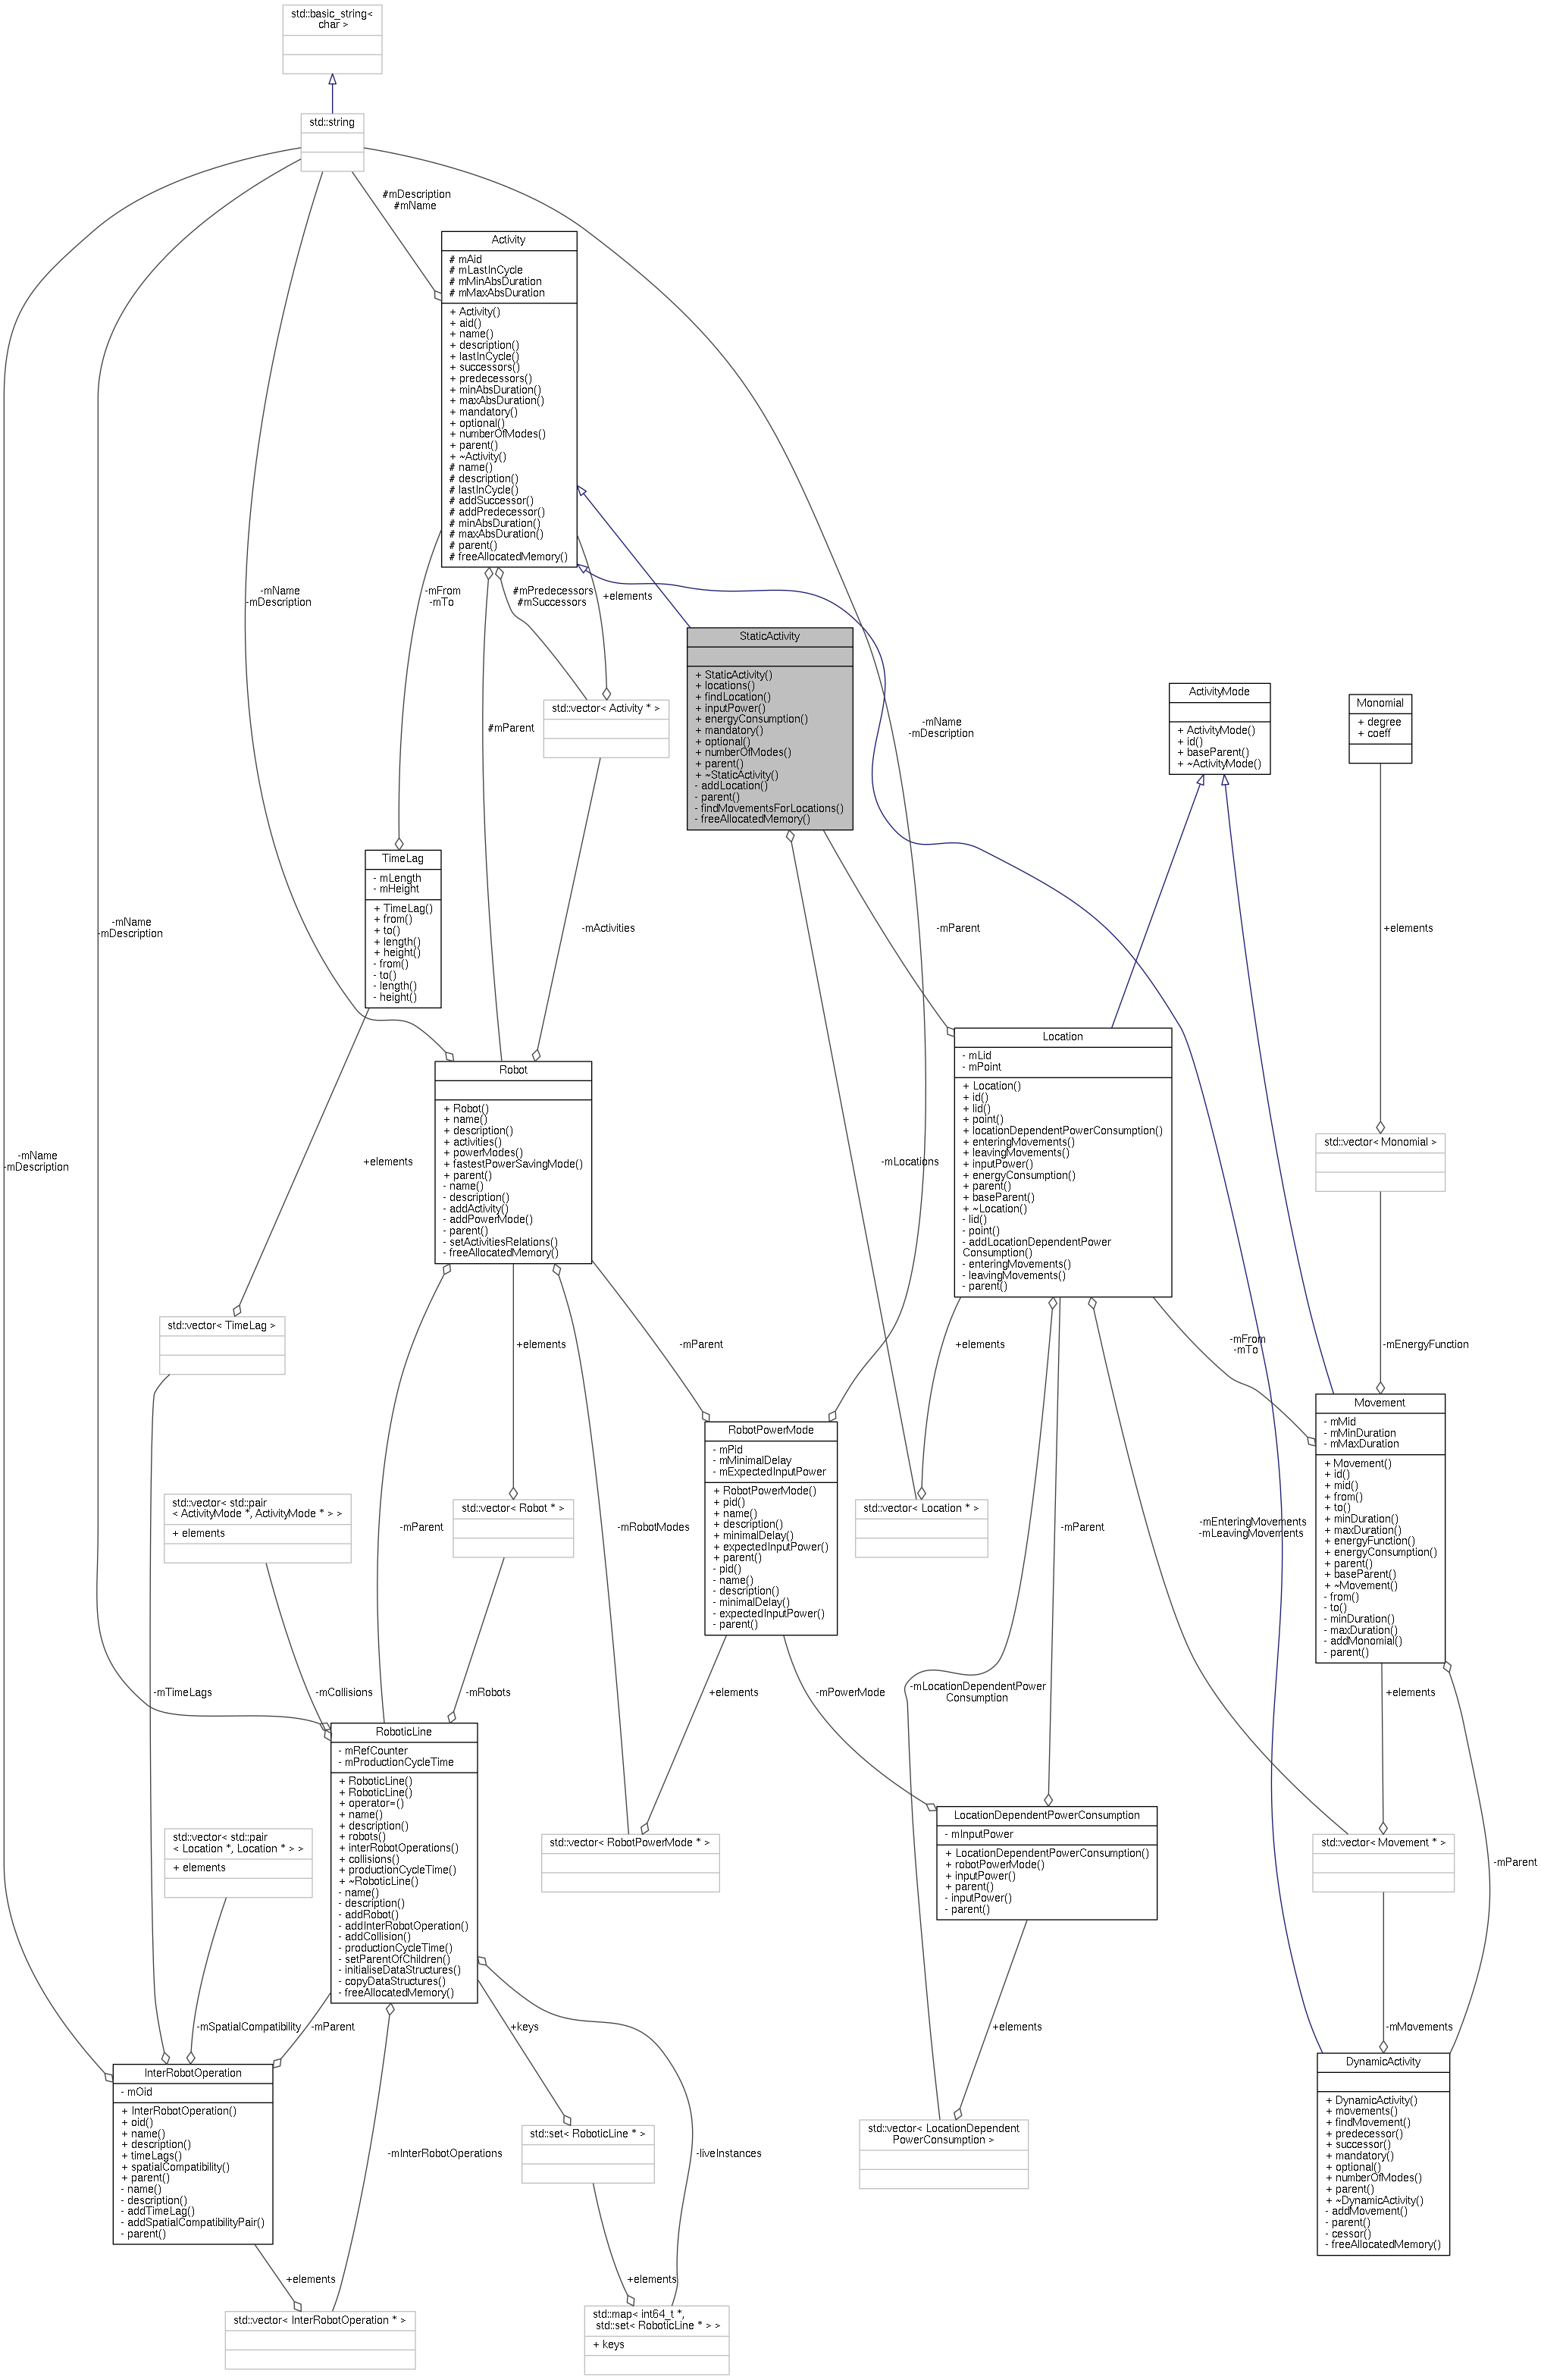 std::basic_string<
char >
std::string
#mDescription
#mName
Activity
# mAid
# mLastInCycle
# mMinAbsDuration
# mMaxAbsDuration
+ Activity()
+ aid()
+ name()
+ description()
+ lastInCycle()
+ successors()
+ predecessors()
+ minAbsDuration()
+ maxAbsDuration()
+ mandatory()
+ optional()
+ numberOfModes()
+ parent()
+ ~Activity()
# name()
# description()
# lastInCycle()
# addSuccessor()
# addPredecessor()
# minAbsDuration()
# maxAbsDuration()
# parent()
# freeAllocatedMemory()
-mName
-mDescription
-mFrom
-mTo
#mPredecessors
#mSuccessors
+elements
StaticActivity
+ StaticActivity()
+ locations()
+ findLocation()
+ inputPower()
+ energyConsumption()
+ mandatory()
+ optional()
+ numberOfModes()
+ parent()
+ ~StaticActivity()
- addLocation()
- parent()
- findMovementsForLocations()
- freeAllocatedMemory()
#mParent
std::vector< Activity * >
-mName
-mDescription
ActivityMode
+ ActivityMode()
+ id()
+ baseParent()
+ ~ActivityMode()
Monomial
+ degree
+ coeff
TimeLag
- mLength
- mHeight
+ TimeLag()
+ from()
+ to()
+ length()
+ height()
- from()
- to()
- length()
- height()
-mName
-mDescription
-mActivities
-mParent
+elements
Robot
+ Robot()
+ name()
+ description()
+ activities()
+ powerModes()
+ fastestPowerSavingMode()
+ parent()
- name()
- description()
- addActivity()
- addPowerMode()
- parent()
- setActivitiesRelations()
- freeAllocatedMemory()
Location
- mLid
- mPoint
+ Location()
+ id()
+ lid()
+ point()
+ locationDependentPowerConsumption()
+ enteringMovements()
+ leavingMovements()
+ inputPower()
+ energyConsumption()
+ parent()
+ baseParent()
+ ~Location()
- lid()
- point()
- addLocationDependentPower
Consumption()
- enteringMovements()
- leavingMovements()
- parent()
std::vector< Monomial >
-mName
-mDescription
+elements
-mLocations
std::vector< TimeLag >
+elements
-mParent
+elements
-mFrom
-mTo
-mEnergyFunction
RobotPowerMode
- mPid
- mMinimalDelay
- mExpectedInputPower
+ RobotPowerMode()
+ pid()
+ name()
+ description()
+ minimalDelay()
+ expectedInputPower()
+ parent()
- pid()
- name()
- description()
- minimalDelay()
- expectedInputPower()
- parent()
Movement
- mMid
- mMinDuration
- mMaxDuration
+ Movement()
+ id()
+ mid()
+ from()
+ to()
+ minDuration()
+ maxDuration()
+ energyFunction()
+ energyConsumption()
+ parent()
+ baseParent()
+ ~Movement()
- from()
- to()
- minDuration()
- maxDuration()
- addMonomial()
- parent()
std::vector< std::pair
< ActivityMode *, ActivityMode * > >
+ elements
-mParent
std::vector< Robot * >
-mRobotModes
std::vector< Location * >
-mParent
-mEnteringMovements
-mLeavingMovements
-mTimeLags
-mCollisions
-mRobots
+elements
-mPowerMode
-mLocationDependentPower
Consumption
+elements
RoboticLine
- mRefCounter
- mProductionCycleTime
+ RoboticLine()
+ RoboticLine()
+ operator=()
+ name()
+ description()
+ robots()
+ interRobotOperations()
+ collisions()
+ productionCycleTime()
+ ~RoboticLine()
- name()
- description()
- addRobot()
- addInterRobotOperation()
- addCollision()
- productionCycleTime()
- setParentOfChildren()
- initialiseDataStructures()
- copyDataStructures()
- freeAllocatedMemory()
std::vector< std::pair
< Location *, Location * > >
+ elements
std::vector< RobotPowerMode * >
LocationDependentPowerConsumption
- mInputPower
+ LocationDependentPowerConsumption()
+ robotPowerMode()
+ inputPower()
+ parent()
- inputPower()
- parent()
std::vector< Movement * >
-mParent
-mSpatialCompatibility
-mParent
+keys
+elements
-mMovements
InterRobotOperation
- mOid
+ InterRobotOperation()
+ oid()
+ name()
+ description()
+ timeLags()
+ spatialCompatibility()
+ parent()
- name()
- description()
- addTimeLag()
- addSpatialCompatibilityPair()
- parent()
-mInterRobotOperations
std::set< RoboticLine * >
-liveInstances
std::vector< LocationDependent
PowerConsumption >
DynamicActivity
+ DynamicActivity()
+ movements()
+ findMovement()
+ predecessor()
+ successor()
+ mandatory()
+ optional()
+ numberOfModes()
+ parent()
+ ~DynamicActivity()
- addMovement()
- parent()
- cessor()
- freeAllocatedMemory()
+elements
+elements
std::vector< InterRobotOperation * >
std::map< int64_t *,
std::set< RoboticLine * > >
+ keys